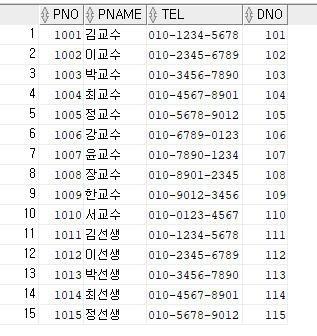 PNO PNAME TEL DNO
1 1001 김교수 010-1234-5678 101
2 1002 이교수 010-2345-6789 102
3 1003 박교수 010-3456-7890 103
4 1004 최교수 010-4567-8901 104
5 1005 정교수 010-5678-9012 105
6 1006 강교수 010-6789-0123 106
7 1007 윤교수 010-7890-1234 107
8 1008 장교수 010-8901-2345 108
9 1009 한교수 010-9012-3456 109
10 1010 서교수 010-0123-4567 110
11 1011 김선생 010-1234-5678 111
12 1012 이선생 010-2345-6789 112
13 1013 박선생 010-3456-7890 113
14 1014 최선생 010-4567-8901 114
15 1015 정선생 010-5678-9012 115